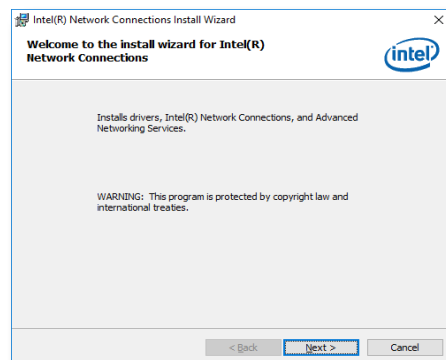 Intel(R) Network Connections Install Wizard
Welcome to the install wizard for Intel(R)
Network Connections
intel
Installs drivers, Intel(R) Network Connections, and Advanced
Networking Services.
WARNING: This program is protected by copyright law and
international treaties.
< Back
Next >
Cancel